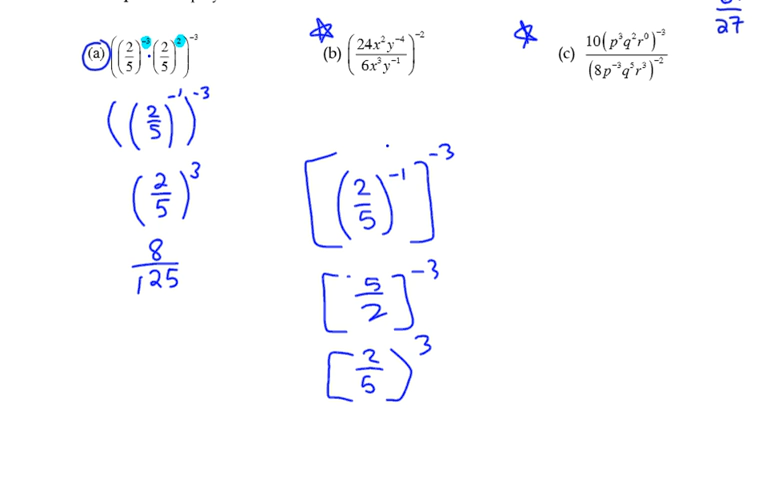 27
(a) ((2/5)^-3 · (2/5)^2)^-3
(b) (24x^2y^-4 / 6x^3y^-1)^-2
(c) 10(p^3q^2r^0)^-3 / (8p^-3q^5r^3)^-2
((2/5)^-1)^-3
(2/5)^3
8/125
[(2/5)^-1]^-3
[5/2]^-3
[2/5)^3